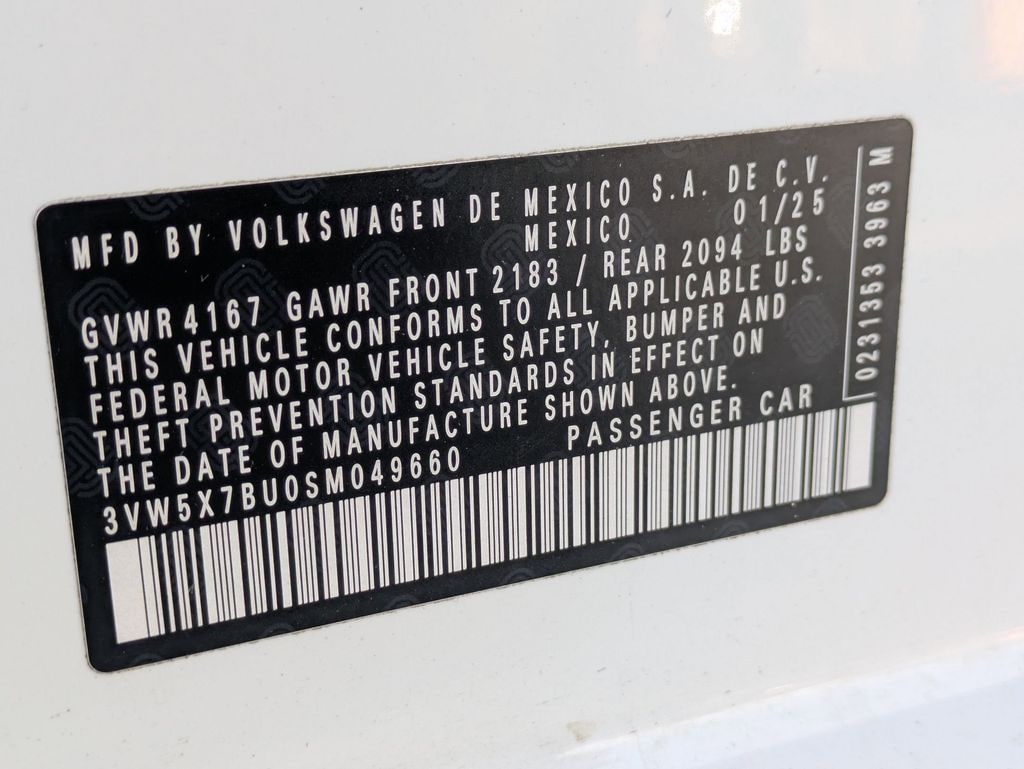 MFD BY VOLKSWAGEN DE MEXICO S.A. DE C.V.
MEXICO 01/25
GVWR 4167 GAWR FRONT 2183 / REAR 2094 LBS
THIS VEHICLE CONFORMS TO ALL APPLICABLE U.S.
FEDERAL MOTOR VEHICLE SAFETY, BUMPER AND
THEFT PREVENTION STANDARDS IN EFFECT ON
THE DATE OF MANUFACTURE SHOWN ABOVE.
3VW5X7BU0SM049660 PASSENGER CAR
0231353 3963 M